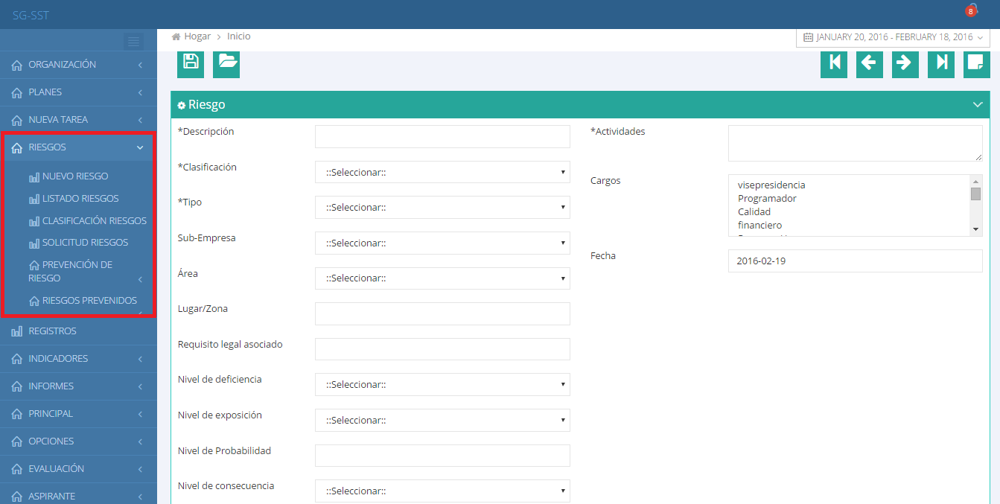 SG-SST
8
Hogar > Inicio
JANUARY 20, 2016 - FEBRUARY 18, 2016
ORGANIZACIÓN
PLANES
NUEVA TAREA
RIESGOS
NUEVO RIESGO
LISTADO RIESGOS
CLASIFICACIÓN RIESGOS
SOLICITUD RIESGOS
PREVENCIÓN DE
RIESGO
RIESGOS PREVENIDOS
REGISTROS
INDICADORES
INFORMES
PRINCIPAL
OPCIONES
EVALUACIÓN
ASPIRANTE
Riesgo
*Descripción
*Clasificación
::Seleccionar::
*Tipo
::Seleccionar::
Sub-Empresa
::Seleccionar::
Área
::Seleccionar::
Lugar/Zona
Requisito legal asociado
Nivel de deficiencia
::Seleccionar::
Nivel de exposición
::Seleccionar::
Nivel de Probabilidad
Nivel de consecuencia
::Seleccionar::
*Actividades
Cargos
visepresidencia
Programador
Calidad
financiero
Fecha
2016-02-19